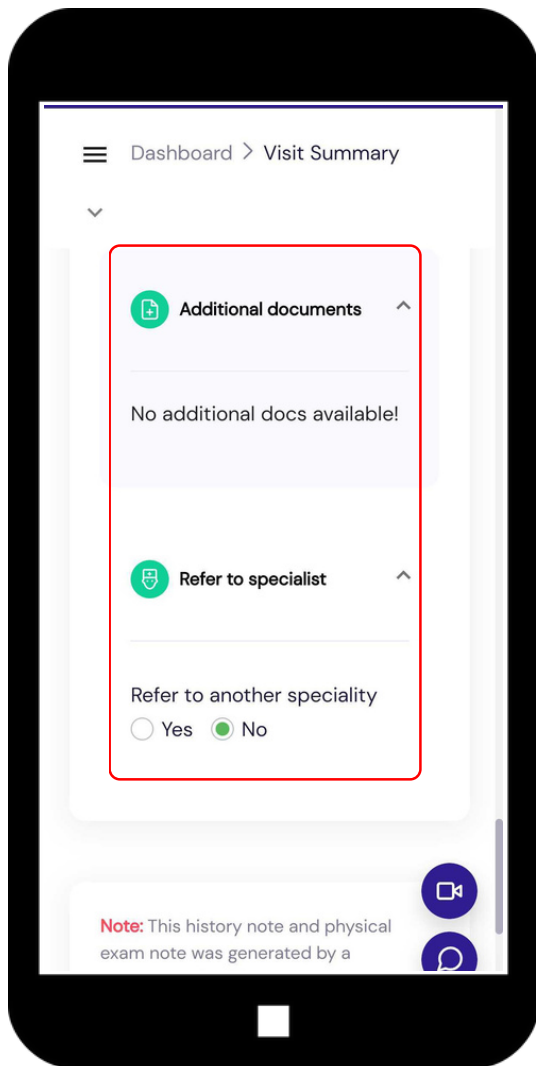 Dashboard > Visit Summary
Additional documents
No additional docs available!
Refer to specialist
Refer to another speciality
Yes No
Note: This history note and physical
exam note was generated by a